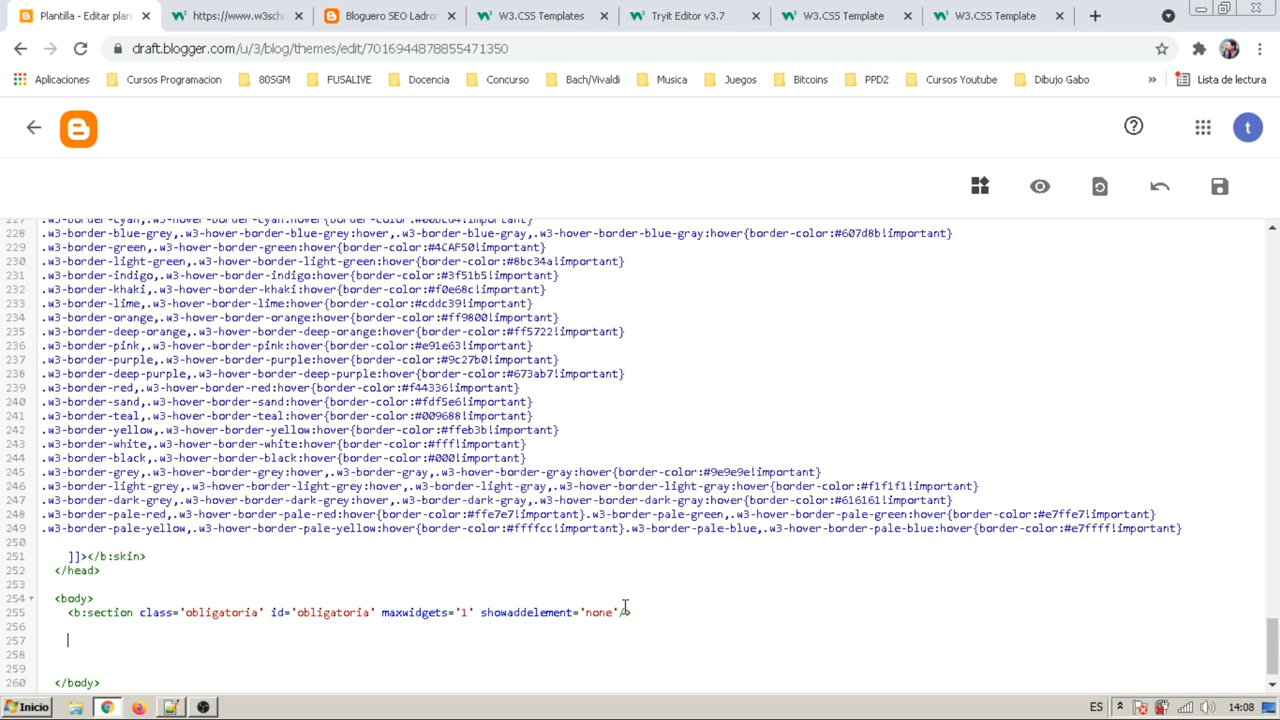 Plantilla - Editar plan
https://www.w3scho
Bloguero SEO Ladron
W3.CSS Templates
Tryit Editor v3.7
W3.CSS Template
W3.CSS Template
draft.blogger.com/u/3/blog/themes/edit/7016944878855471350
Aplicaciones
Cursos Programacion
80SGM
FUSALIVE
Docencia
Concurso
Bach/Vivaldi
Musica
Juegos
Bitcoins
PPD2
Cursos Youtube
Dibujo Gabo
»
Lista de lectura
t
227 .w3-border-cyan,.w3-hover-border-cyan:hover{border-color:#00bcd4!important}
228 .w3-border-blue-grey,.w3-hover-border-blue-grey:hover,.w3-border-blue-gray,.w3-hover-border-blue-gray:hover{border-color:#607d8b!important}
229 .w3-border-green,.w3-hover-border-green:hover{border-color:#4CAF50!important}
230 .w3-border-light-green,.w3-hover-border-light-green:hover{border-color:#8bc34a!important}
231 .w3-border-indigo,.w3-hover-border-indigo:hover{border-color:#3f51b5!important}
232 .w3-border-khaki,.w3-hover-border-khaki:hover{border-color:#f0e68c!important}
233 .w3-border-lime,.w3-hover-border-lime:hover{border-color:#cddc39!important}
234 .w3-border-orange,.w3-hover-border-orange:hover{border-color:#ff9800!important}
235 .w3-border-deep-orange,.w3-hover-border-deep-orange:hover{border-color:#ff5722!important}
236 .w3-border-pink,.w3-hover-border-pink:hover{border-color:#e91e63!important}
237 .w3-border-purple,.w3-hover-border-purple:hover{border-color:#9c27b0!important}
238 .w3-border-deep-purple,.w3-hover-border-deep-purple:hover{border-color:#673ab7!important}
239 .w3-border-red,.w3-hover-border-red:hover{border-color:#f44336!important}
240 .w3-border-sand,.w3-hover-border-sand:hover{border-color:#fdf5e6!important}
241 .w3-border-teal,.w3-hover-border-teal:hover{border-color:#009688!important}
242 .w3-border-yellow,.w3-hover-border-yellow:hover{border-color:#ffeb3b!important}
243 .w3-border-white,.w3-hover-border-white:hover{border-color:#fff!important}
244 .w3-border-black,.w3-hover-border-black:hover{border-color:#000!important}
245 .w3-border-grey,.w3-hover-border-grey:hover,.w3-border-gray,.w3-hover-border-gray:hover{border-color:#9e9e9e!important}
246 .w3-border-light-grey,.w3-hover-border-light-grey:hover,.w3-border-light-gray,.w3-hover-border-light-gray:hover{border-color:#f1f1f1!important}
247 .w3-border-dark-grey,.w3-hover-border-dark-grey:hover,.w3-border-dark-gray,.w3-hover-border-dark-gray:hover{border-color:#616161!important}
248 .w3-border-pale-red,.w3-hover-border-pale-red:hover{border-color:#ffe7e7!important}.w3-border-pale-green,.w3-hover-border-pale-green:hover{border-color:#e7ffe7!important}
249 .w3-border-pale-yellow,.w3-hover-border-pale-yellow:hover{border-color:#ffffcc!important}.w3-border-pale-blue,.w3-hover-border-pale-blue:hover{border-color:#e7ffff!important}
250
251 ]]></b:skin>
252 </head>
253
254 <body>
255 <b:section class='obligatoria' id='obligatoria' maxwidgets='1' showaddelement='none'/>
256
257
258
259
260 </body>
Inicio
ES
14:08